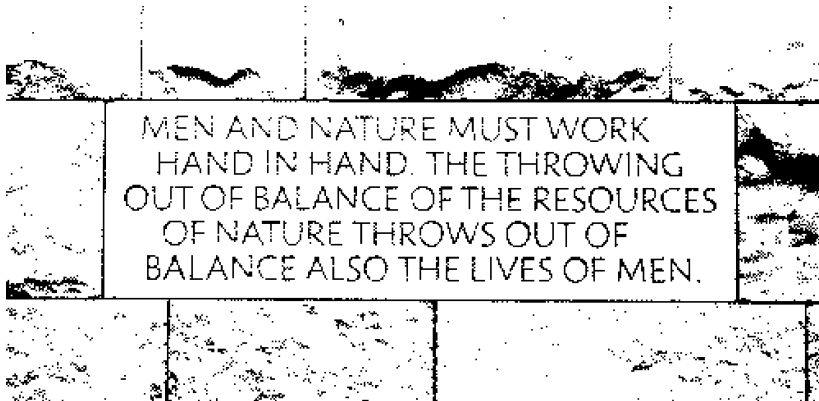 MEN AND NATURE MUST WORK
HAND IN HAND. THE THROWING
OUT OF BALANCE OF THE RESOURCES
OF NATURE THROWS OUT OF
BALANCE ALSO THE LIVES OF MEN.